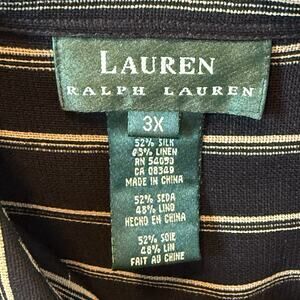 LAUREN
RALPH LAUREN
3X
52% SILK
48% LINEN
RN 54093
CA 08349
MADE IN CHINA
52% SEDA
48% LINO
HECHO EN CHINA
52% SOIE
48% LIN
FAIT AU CHINE